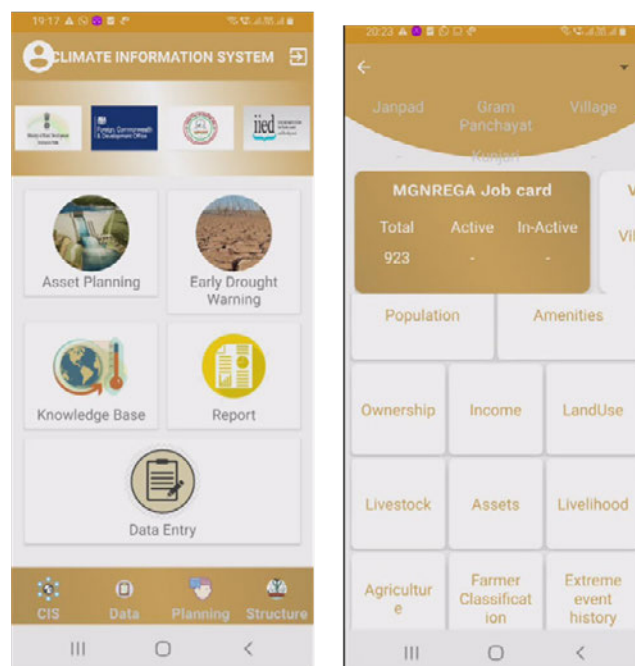 19:17
CLIMATE INFORMATION SYSTEM
Foreign, Commonwealth
& Development Office
iied
Asset Planning
Early Drought
Warning
Knowledge Base
Report
Data Entry
CIS
Data
Planning
Structure
20:23
Janpad
Gram
Panchayat
Village
-
Kunjari
-
MGNREGA Job card
Total
Active
In-Active
923
-
-
V
Vil
Population
Amenities
Ownership
Income
LandUse
Livestock
Assets
Livelihood
Agricultur
e
Farmer
Classificat
ion
Extreme
event
history